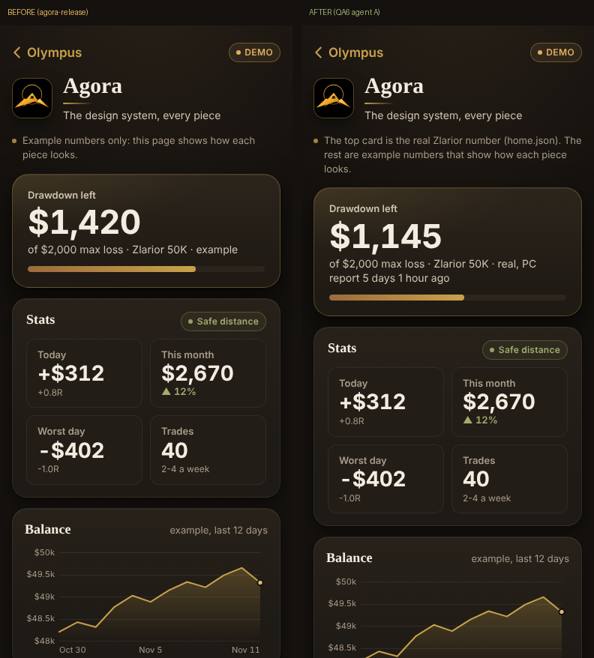 BEFORE (agora-release)
Olympus
DEMO
Agora
The design system, every piece
Example numbers only: this page shows how each
piece looks.
Drawdown left
$1,420
of $2,000 max loss · Zlarior 50K · example
Stats
Safe distance
Today
+$312
+0.8R
This month
$2,670
▲ 12%
Worst day
-$402
-1.0R
Trades
40
2-4 a week
Balance
example, last 12 days
$50k
$49.5k
$49k
$48.5k
$48k
Oct 30
Nov 5
Nov 11
AFTER (QA6 agent A)
Olympus
DEMO
Agora
The design system, every piece
The top card is the real Zlarior number (home.json). The
rest are example numbers that show how each piece
looks.
Drawdown left
$1,145
of $2,000 max loss · Zlarior 50K · real, PC
report 5 days 1 hour ago
Stats
Safe distance
Today
+$312
+0.8R
This month
$2,670
▲ 12%
Worst day
-$402
-1.0R
Trades
40
2-4 a week
Balance
example, last 12 days
$50k
$49.5k
$49k
$48.5k